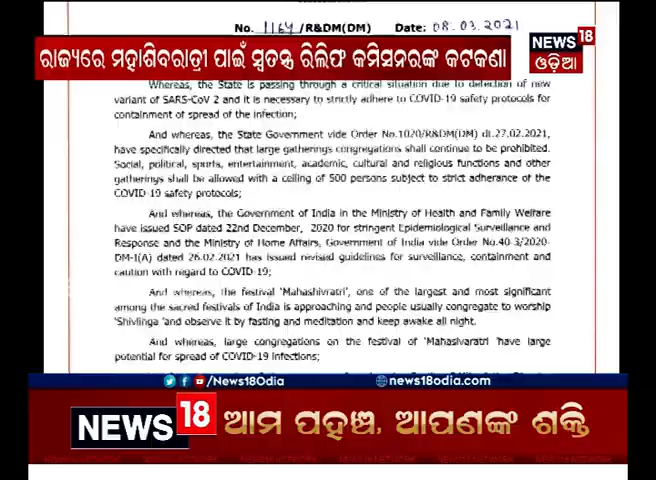 No. 1164/R&DM(DM) Date: 08.03.2021
ରାଜ୍ୟରେ ମହାଶିବରାତ୍ରୀ ପାଇଁ ସ୍ୱତନ୍ତ୍ର ରିଲିଫ କମିସନରଙ୍କ କଟକଣା
NEWS 18
ଓଡ଼ିଆ
Whereas, the State is passing through a critical situation due to detection of new
variant of SARS-CoV 2 and it is necessary to strictly adhere to COVID-19 safety protocols for
containment of spread of the infection;
And whereas, the State Government vide Order No.1020/R&DM(DM) dt.27.02.2021,
have specifically directed that large gatherings congregations shall continue to be prohibited.
Social, political, sports, entertainment, academic, cultural and religious functions and other
gatherings shall be allowed with a ceiling of 500 persons subject to strict adherance of the
COVID-19 safety protocols;
And whereas, the Government of India in the Ministry of Health and Family Welfare
have issued SOP dated 22nd December, 2020 for stringent Epidemiological Surveillance and
Response and the Ministry of Home Affairs, Government of India vide Order No.40-3/2020-
DM-I(A) dated 26.02.2021 has issued revised guidelines for surveillance, containment and
caution with regard to COVID-19;
And whereas, the festival 'Mahashivratri', one of the largest and most significant
among the sacred festivals of India is approaching and people usually congregate to worship
'Shivlinga 'and observe it by fasting and meditation and keep awake all night.
And whereas, large congregations on the festival of 'Mahasivaratri 'have large
potential for spread of COVID-19 infections;
/News18Odia news18odia.com
NEWS 18 ଆମ ପହଞ୍ଚ, ଆପଣଙ୍କ ଶକ୍ତି